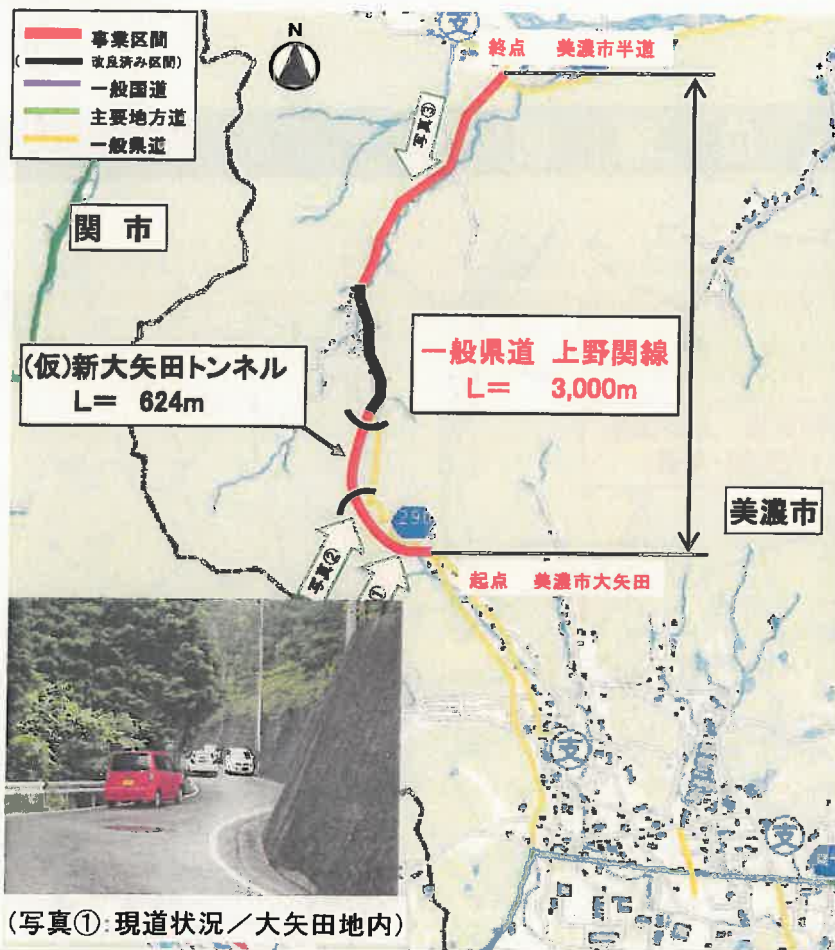 事業区間
(改良済み区間)
一般国道
主要地方道
一般県道
N
支
終点 美濃市半道
写真③
関 市
(仮)新大矢田トンネル
L= 624m
一般県道 上野関線
L= 3,000m
美濃市
写真②
①
起点 美濃市大矢田
支
支
(写真①:現道状況/大矢田地内)